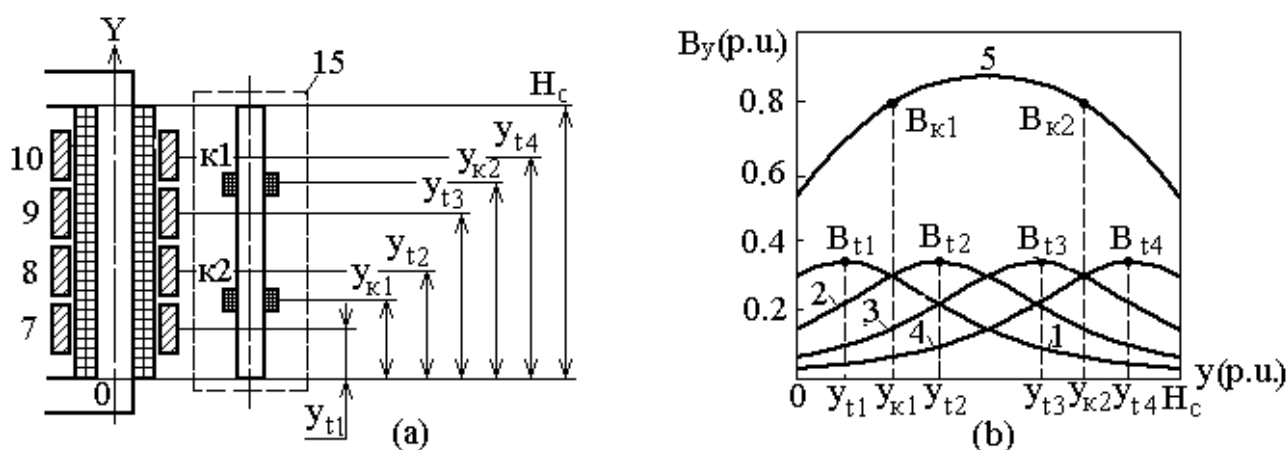 Y
15
H_c
y_t4
10
к1
y_к2
y_t3
9
y_t2
8
к2
y_к1
7
0
y_t1
(a)
B_y(p.u.)
5
0.8
B_к1
B_к2
0.6
0.4
B_t1
B_t2
B_t3
B_t4
0.2
2
3
4
1
y(p.u.)
0
y_t1
y_к1
y_t2
y_t3
y_к2
y_t4
H_c
(b)